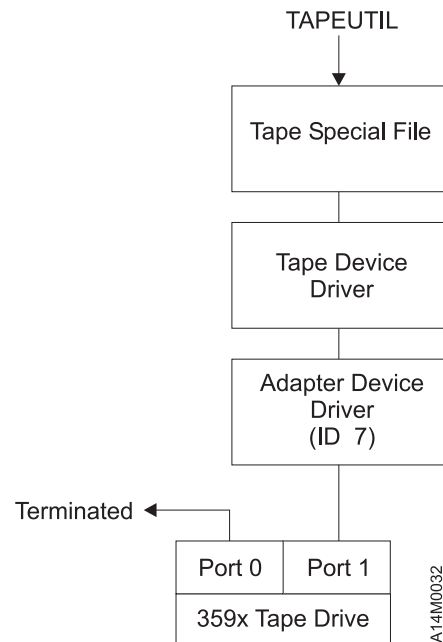 TAPEUTIL
Tape Special File
Tape Device
Driver
Adapter Device
Driver
(ID 7)
Terminated
Port 0
Port 1
359x Tape Drive
A14M0032